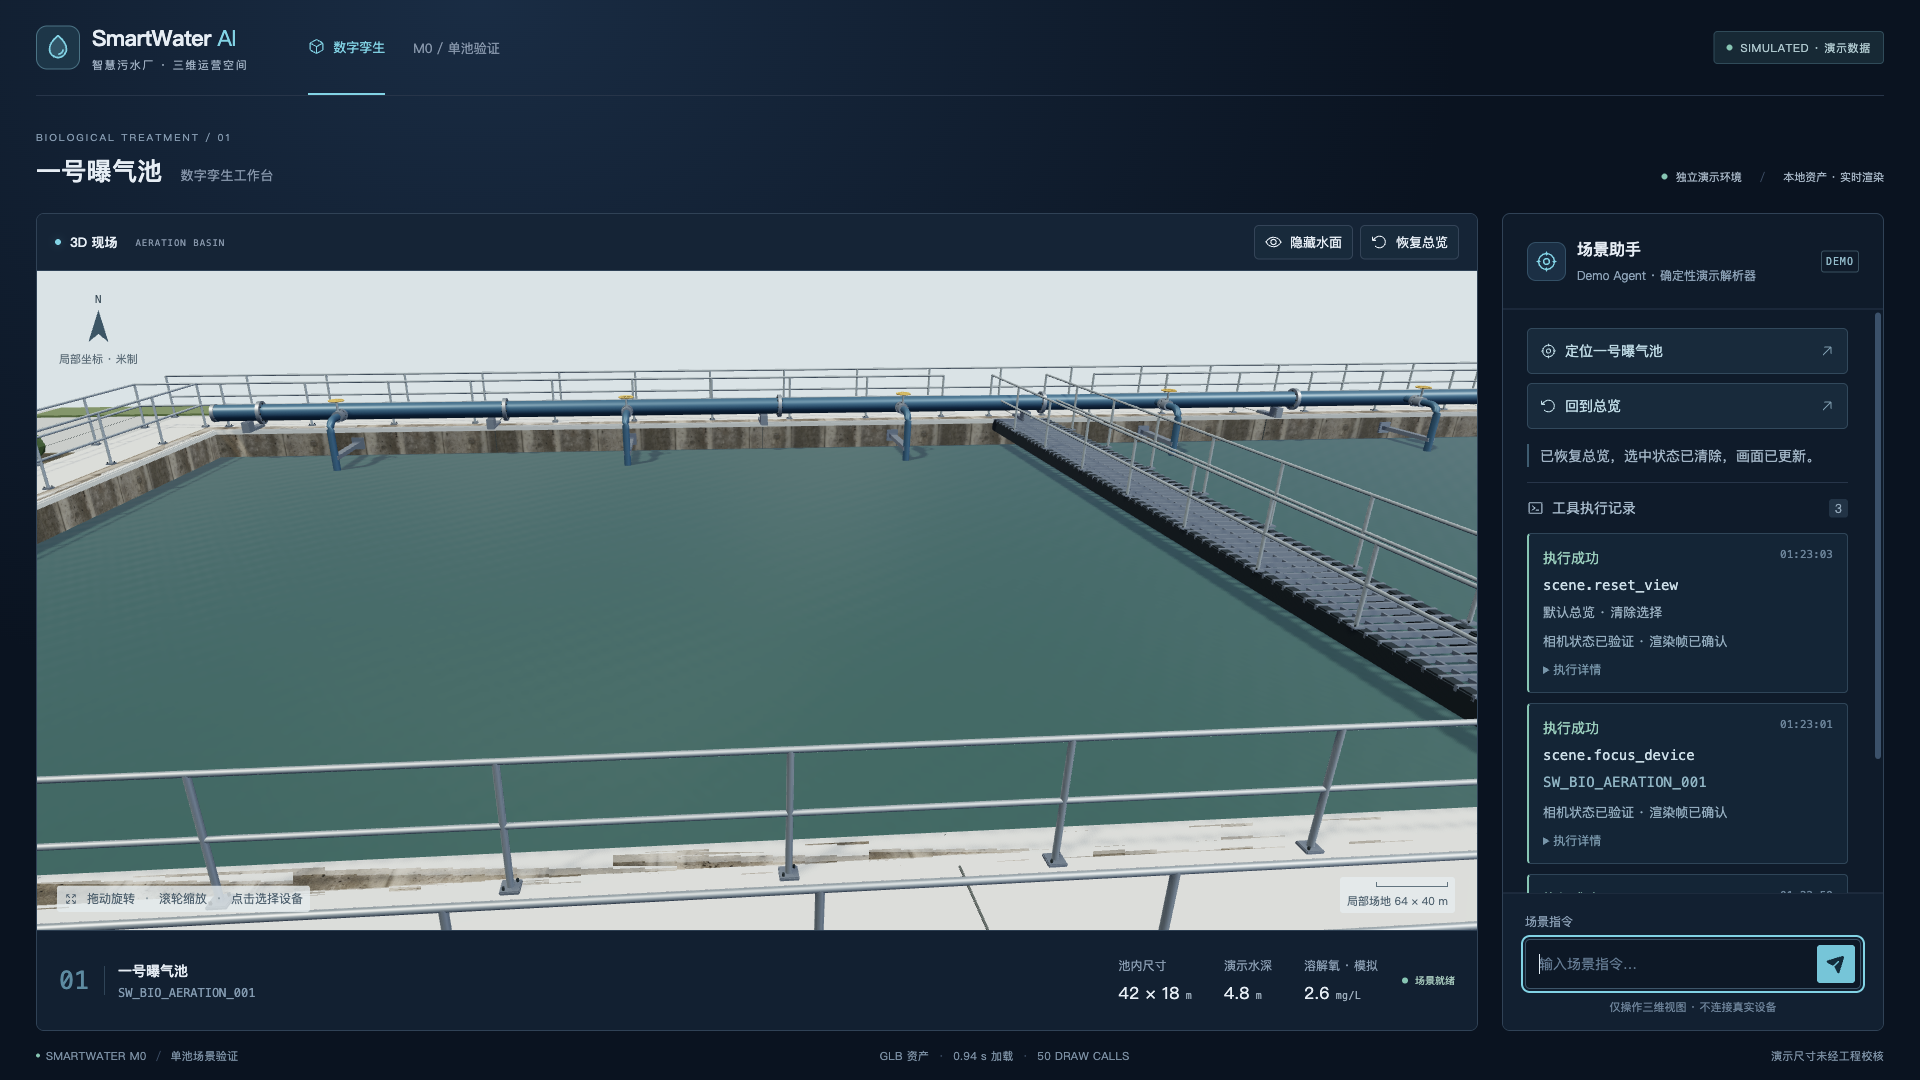 SmartWater AI
智慧污水厂 · 三维运营空间
数字孪生
M0 / 单池验证
SIMULATED · 演示数据
BIOLOGICAL TREATMENT / 01
一号曝气池
数字孪生工作台
独立演示环境 / 本地资产 · 实时渲染
3D 现场
AERATION BASIN
隐藏水面
恢复总览
N
局部坐标 · 米制
拖动旋转 · 滚轮缩放 · 点击选择设备
局部场地 64 × 40 m
01
一号曝气池
SW_BIO_AERATION_001
池内尺寸
42 × 18 m
演示水深
4.8 m
溶解氧 · 模拟
2.6 mg/L
场景就绪
场景助手
Demo Agent · 确定性演示解析器
DEMO
定位一号曝气池
回到总览
已恢复总览，选中状态已清除，画面已更新。
工具执行记录
3
执行成功
01:23:03
scene.reset_view
默认总览 · 清除选择
相机状态已验证 · 渲染帧已确认
执行详情
执行成功
01:23:01
scene.focus_device
SW_BIO_AERATION_001
相机状态已验证 · 渲染帧已确认
执行详情
场景指令
输入场景指令...
仅操作三维视图 · 不连接真实设备
SMARTWATER M0 / 单池场景验证
GLB 资产 · 0.94 s 加载 · 50 DRAW CALLS
演示尺寸未经工程校核